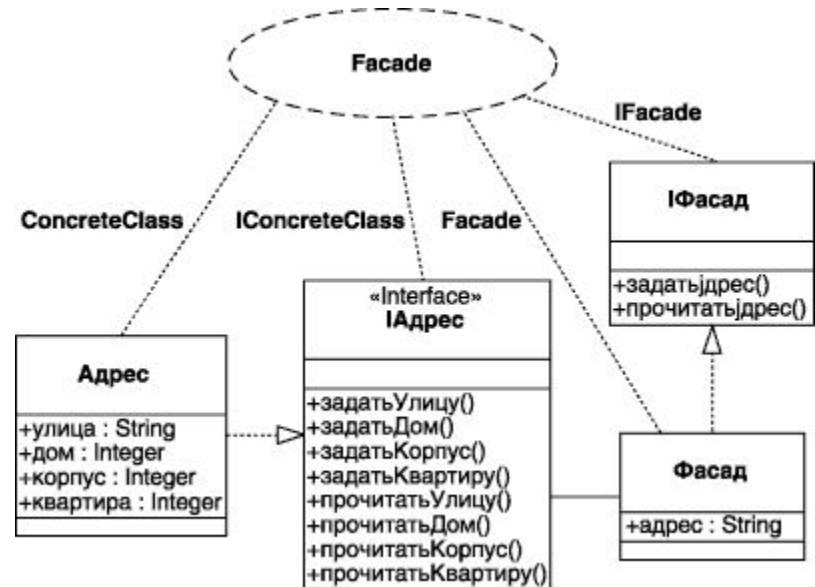 Facade
IFacade
ConcreteClass
IConcreteClass
Facade
IФасад
+задатьjдрес()
+прочитатьjдрес()
«Interface»
IАдрес
+задатьУлицу()
+задатьДом()
+задатьКорпус()
+задатьКвартиру()
+прочитатьУлицу()
+прочитатьДом()
+прочитатьКорпус()
+прочитатьКвартиру()
Адрес
+улица : String
+дом : Integer
+корпус : Integer
+квартира : Integer
Фасад
+адрес : String